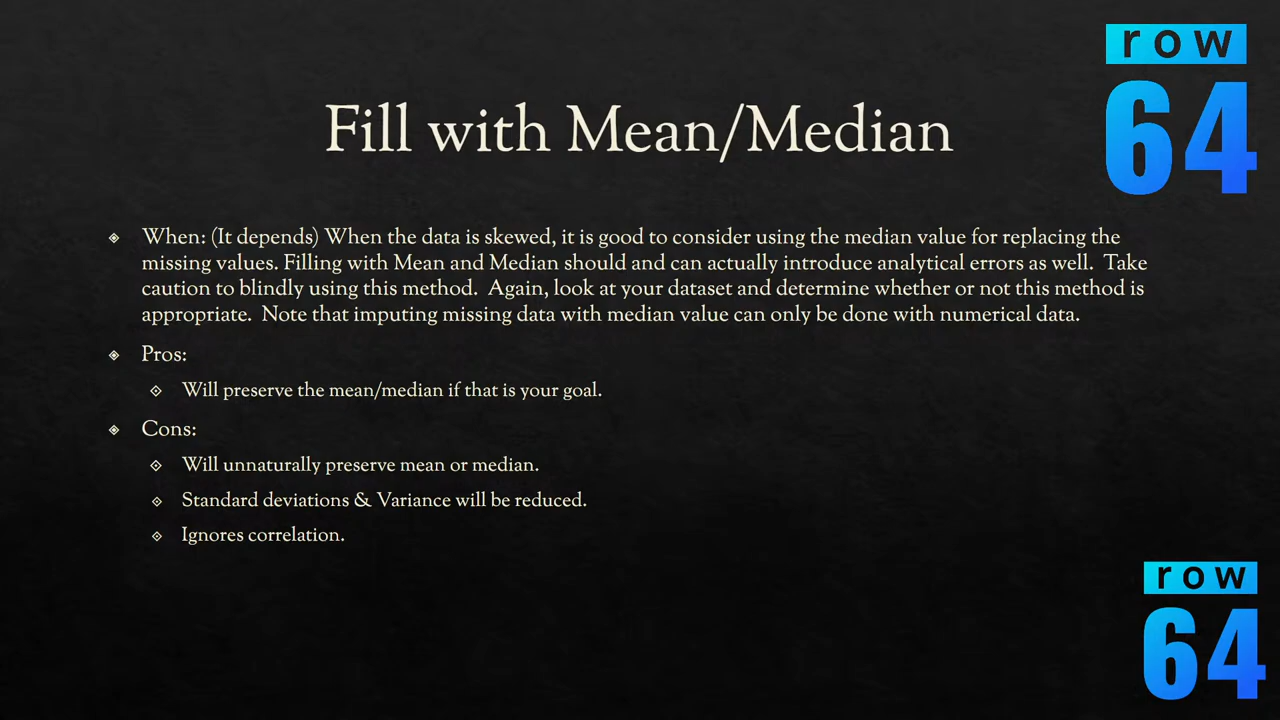 row
64
Fill with Mean/Median
When: (It depends) When the data is skewed, it is good to consider using the median value for replacing the
missing values. Filling with Mean and Median should and can actually introduce analytical errors as well.  Take
caution to blindly using this method.  Again, look at your dataset and determine whether or not this method is
appropriate.  Note that imputing missing data with median value can only be done with numerical data.
Pros:
Will preserve the mean/median if that is your goal.
Cons:
Will unnaturally preserve mean or median.
Standard deviations & Variance will be reduced.
Ignores correlation.
row
64